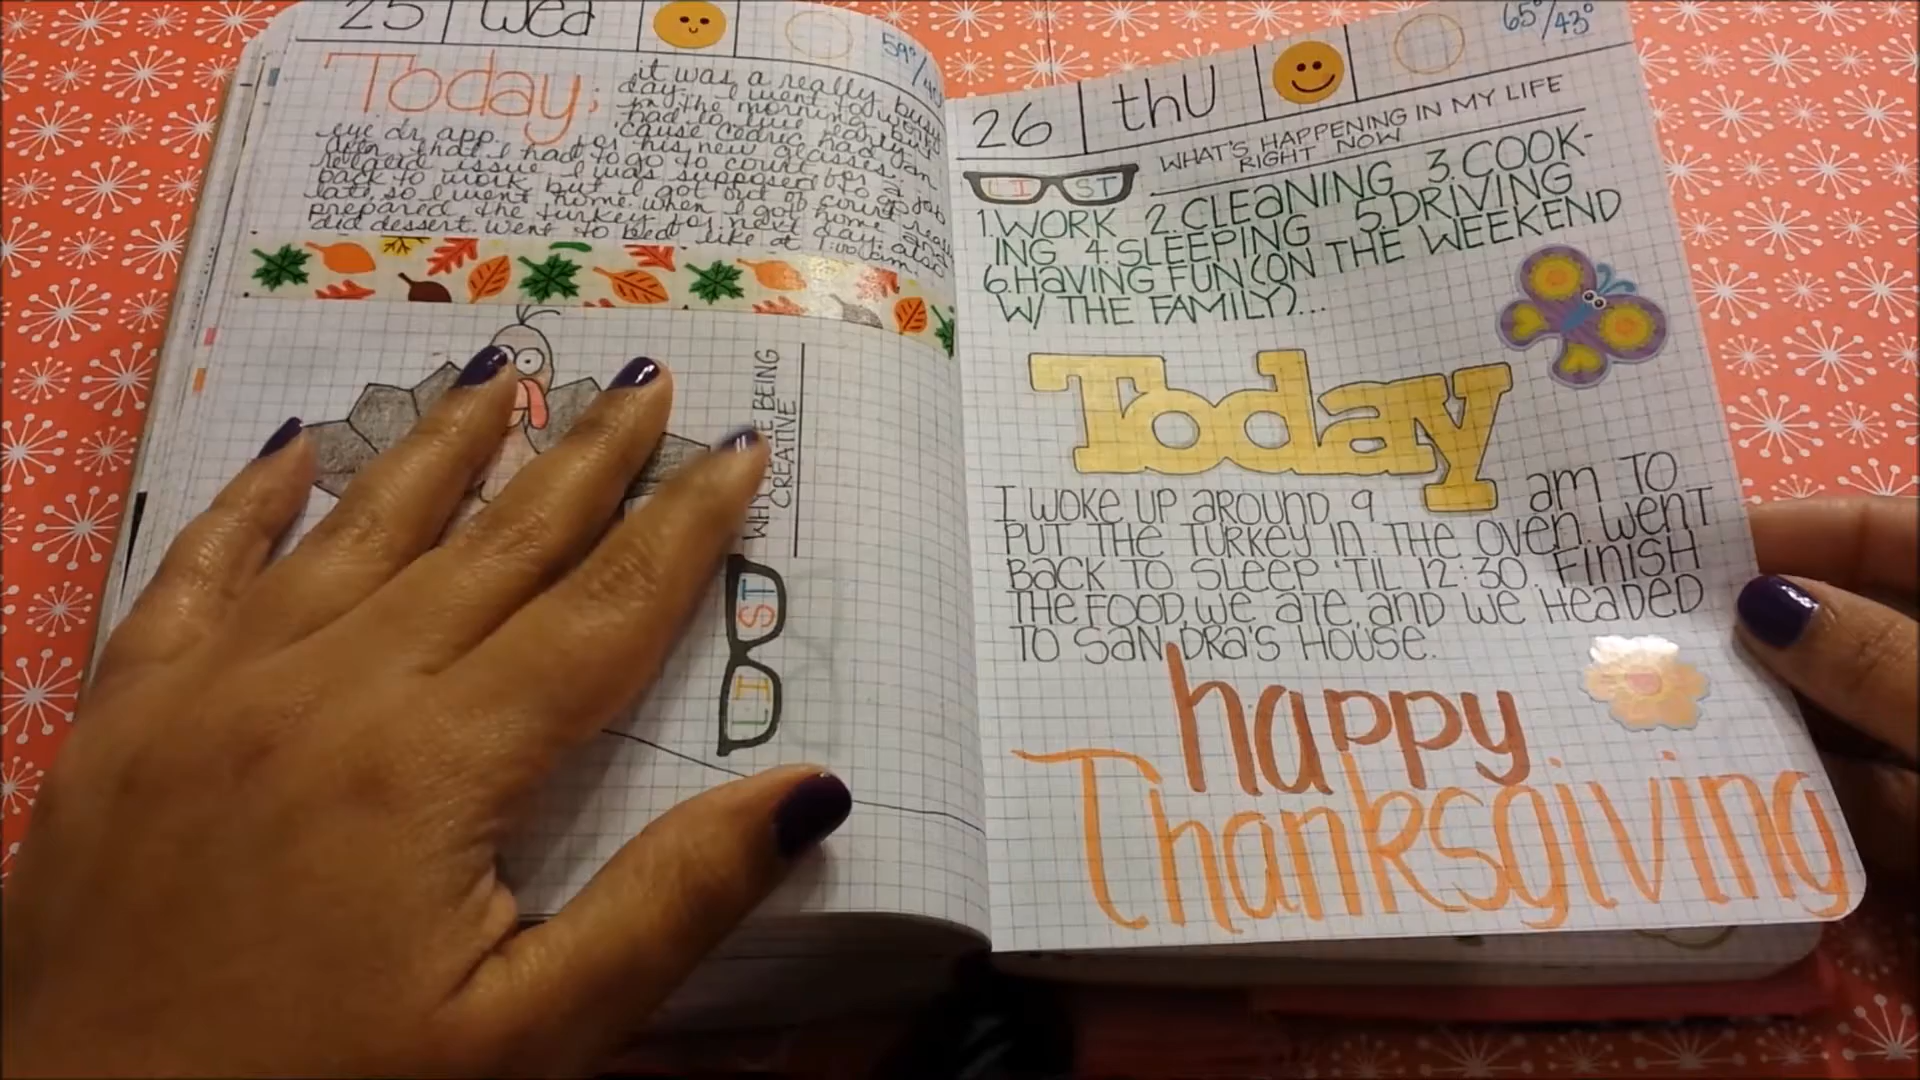 25 wed
59°/40
Today;
it was a really busy
day. I went to work
in the morning but
had to leave early
'cause Cedric had an
eye dr. app. for his new glasses.
after that I had to go to court for a
related issue. I was supposed to go
back to work, but I got out of court
late, so I went home. when I got home
prepared the turkey for next day. also
did dessert. went to bed like at 1:00am.
WHY BEING
CREATIVE
LIST
26 thU
65°/43°
WHAT'S HAPPENING IN MY LIFE
RIGHT NOW
LIST
1.WORK 2.CLEANING 3.COOK-
ING 4.SLEEPING 5.DRIVING
6.HAVING FUN(ON THE WEEKEND
W/ THE FAMILY)...
Today
I WOKE UP AROUND 9 am TO
PUT THE TURKEY IN THE OVEN. WENT
BACK TO SLEEP 'TIL 12:30. FINISH
THE FOOD, WE ATE, AND WE HEADED
TO SANDRA'S HOUSE.
happy
Thanksgiving